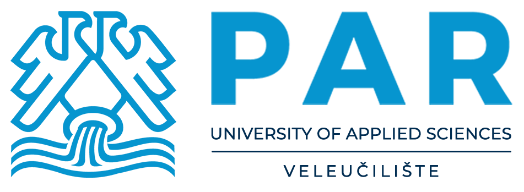 PAR
UNIVERSITY OF APPLIED SCIENCES
VELEUČILIŠTE